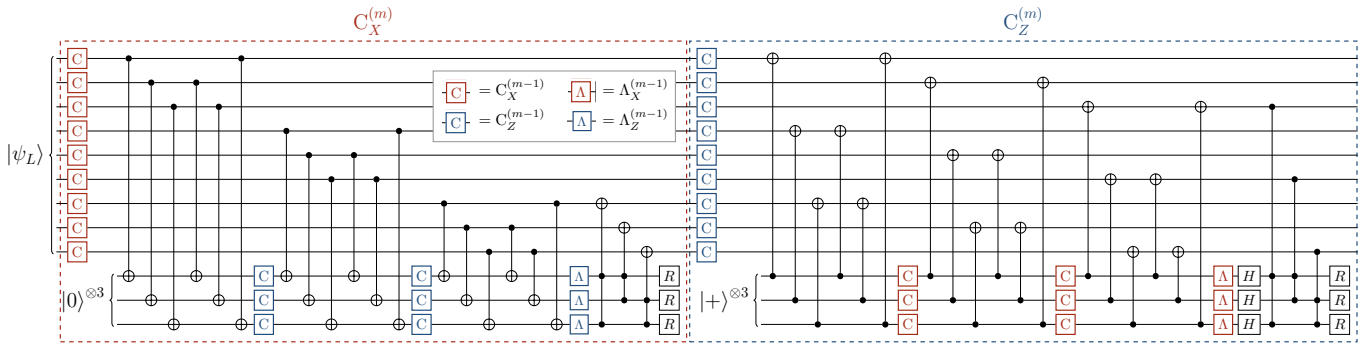 C_X^{(m)} C_Z^{(m)}
C C
C C
C = C_X^{(m-1)} Λ = Λ_X^{(m-1)}
C C
C = C_Z^{(m-1)} Λ = Λ_Z^{(m-1)}
C C
|ψ_L⟩ C C
C C
C C
C C
C C
C C Λ R C C Λ H R
|0⟩^{⊗3} C C Λ R |+⟩^{⊗3} C C Λ H R
C C Λ R C C Λ H R